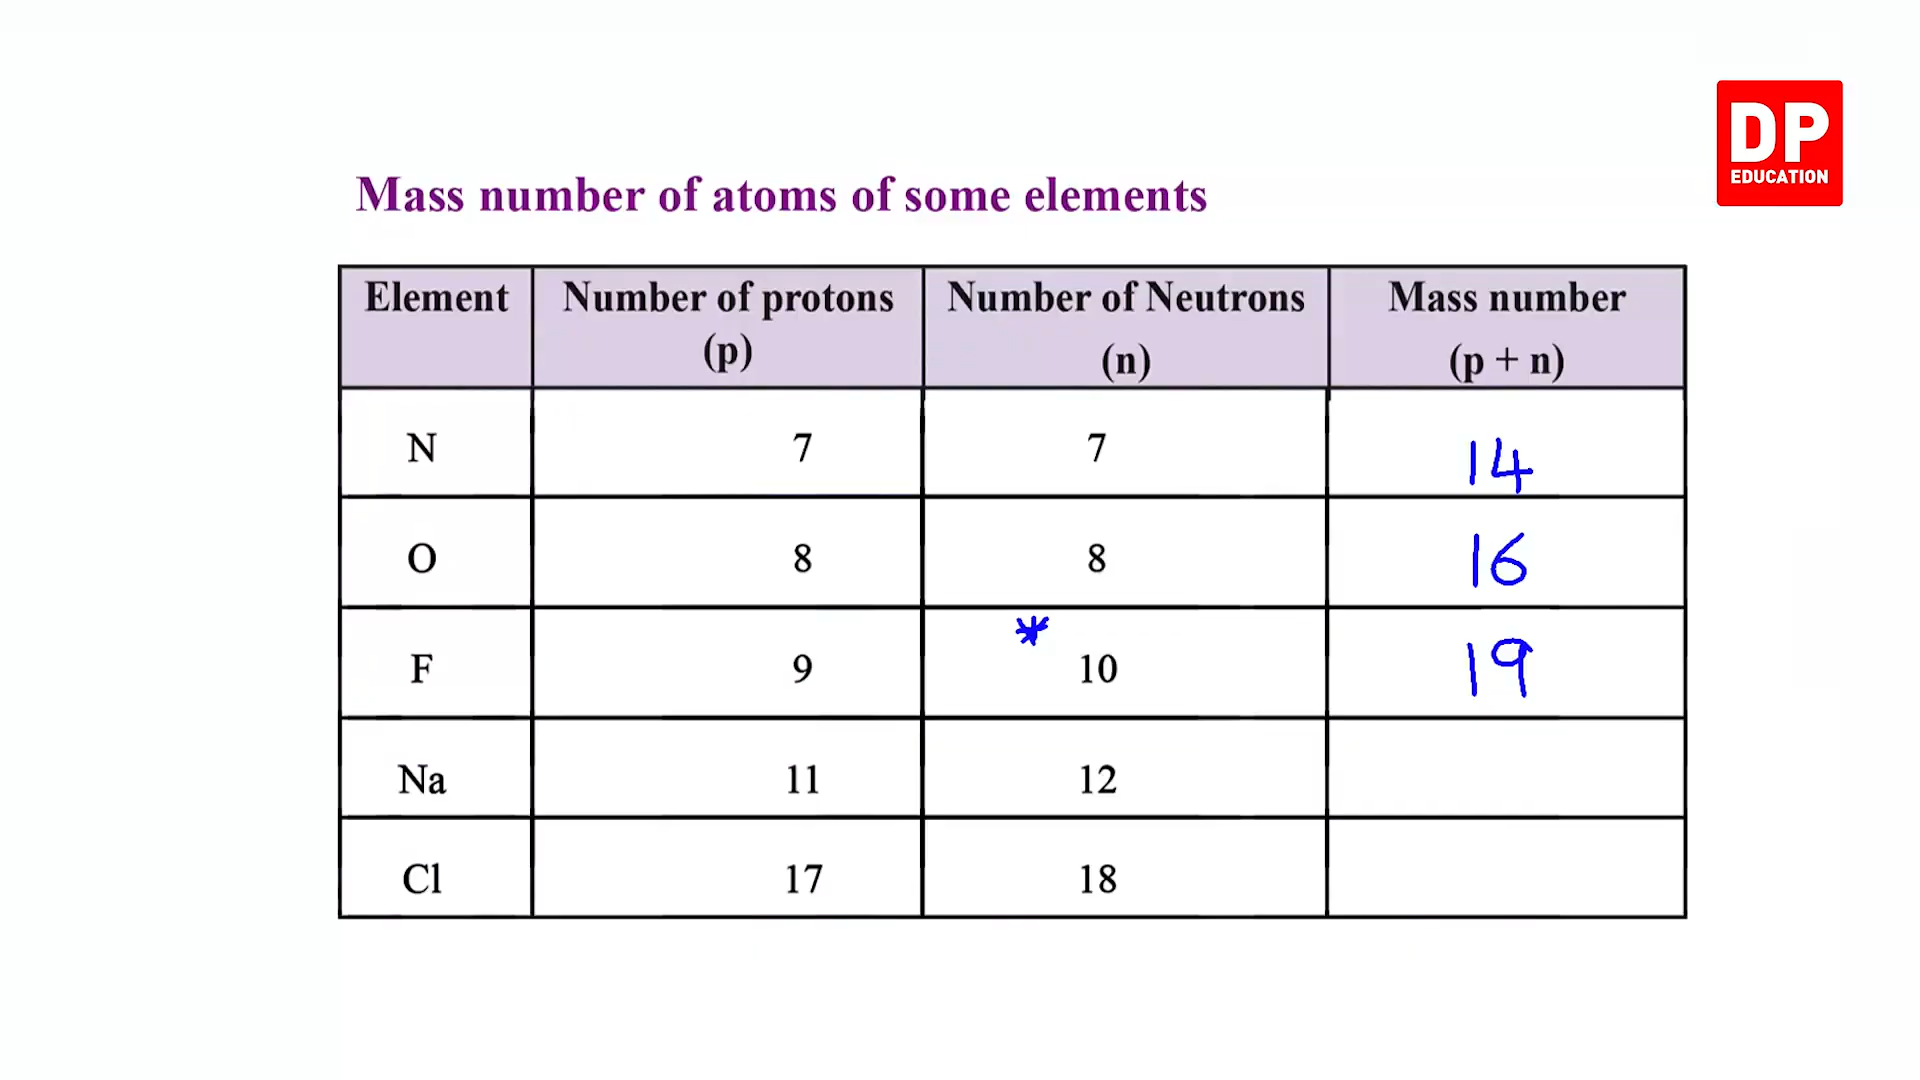 DP
EDUCATION
Mass number of atoms of some elements
Element Number of protons (p) Number of Neutrons (n) Mass number (p + n)
N 7 7 14
O 8 8 16
F 9 * 10 19
Na 11 12
Cl 17 18